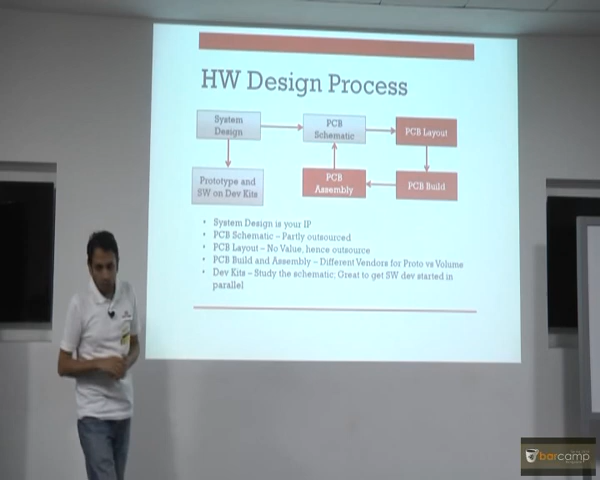 HW Design Process
System
Design
PCB
Schematic
PCB Layout
Prototype and
SW on Dev Kits
PCB
Assembly
PCB Build
• System Design is your IP
• PCB Schematic – Partly outsourced
• PCB Layout – No Value, hence outsource
• PCB Build and Assembly – Different Vendors for Proto vs Volume
• Dev Kits – Study the schematic; Great to get SW dev started in
parallel
barcamp